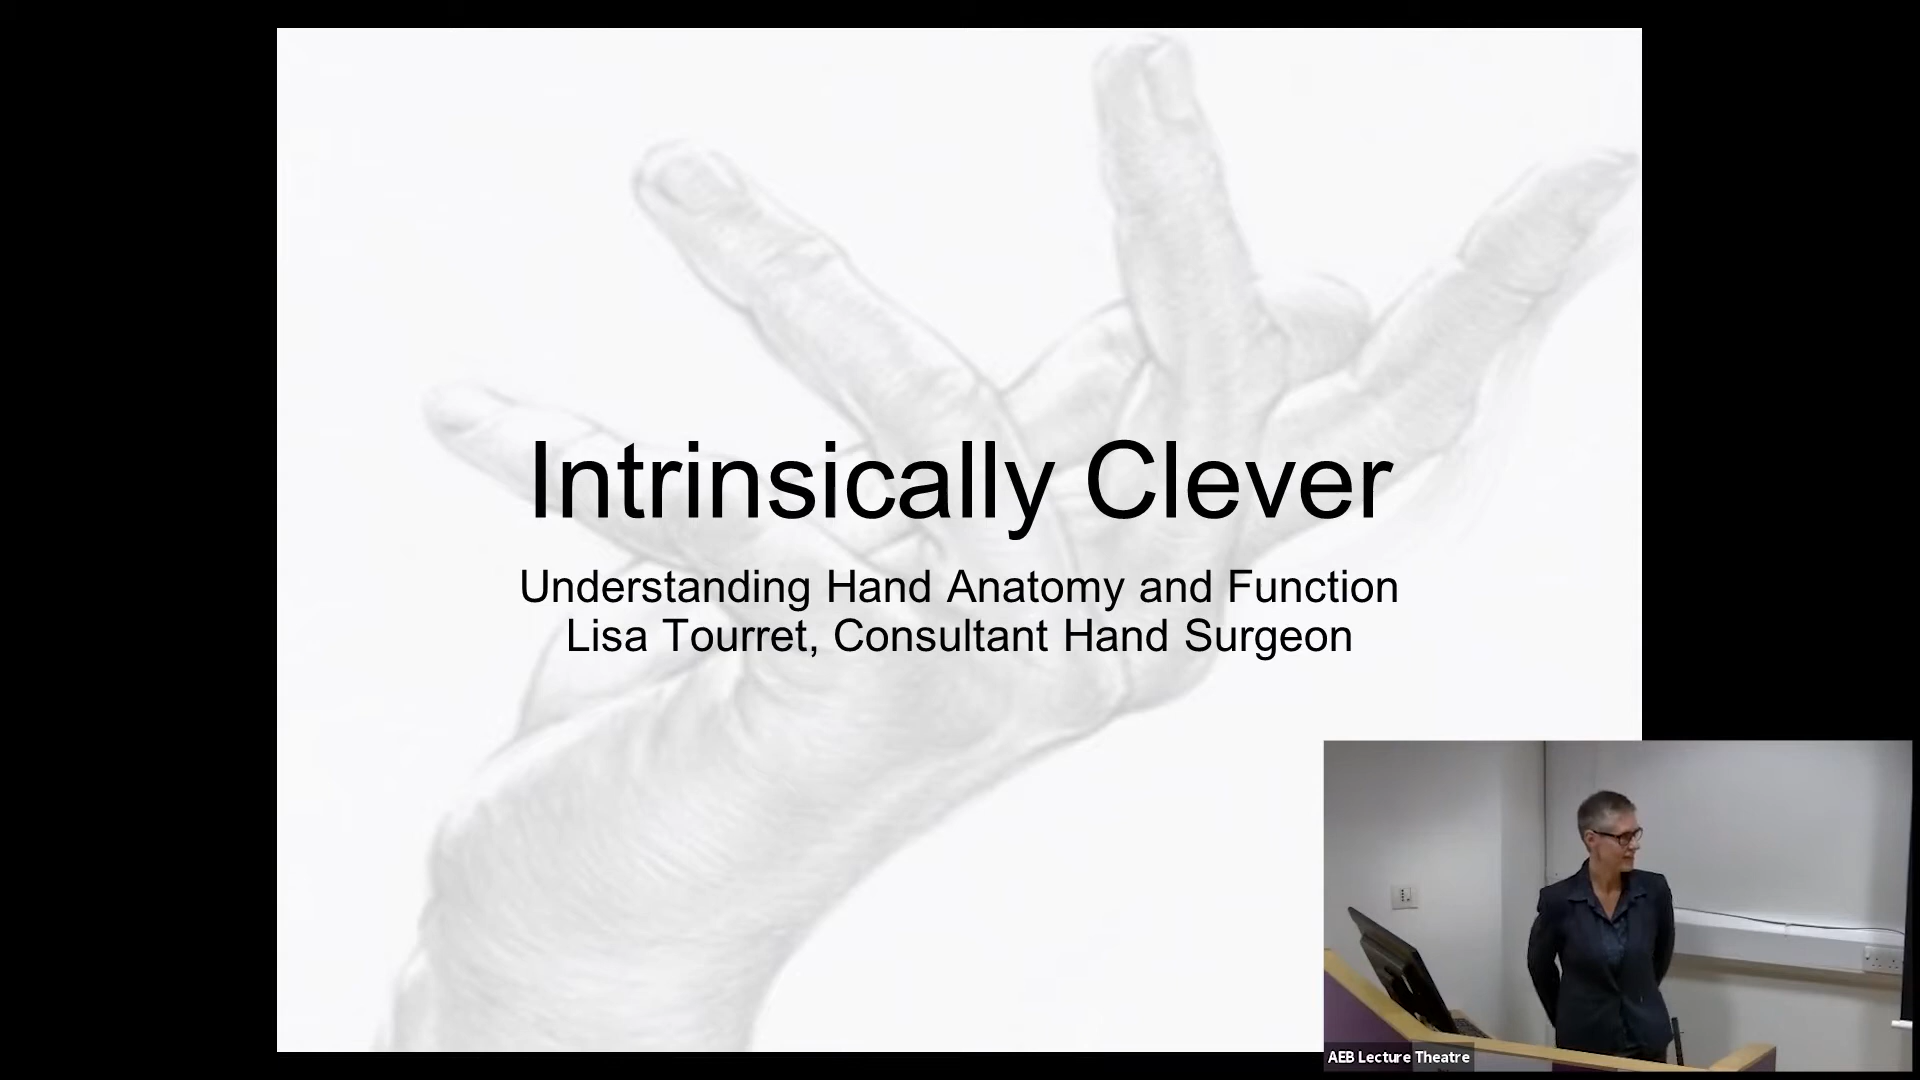 Intrinsically Clever
Understanding Hand Anatomy and Function
Lisa Tourret, Consultant Hand Surgeon
AEB Lecture Theatre